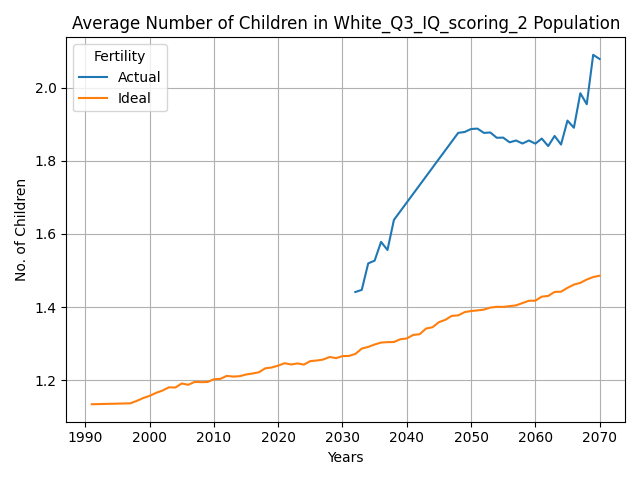 Average Number of Children in White_Q3_IQ_scoring_2 Population
Fertility
Actual
Ideal
No. of Children
2.0
1.8
1.6
1.4
1.2
1990 2000 2010 2020 2030 2040 2050 2060 2070
Years